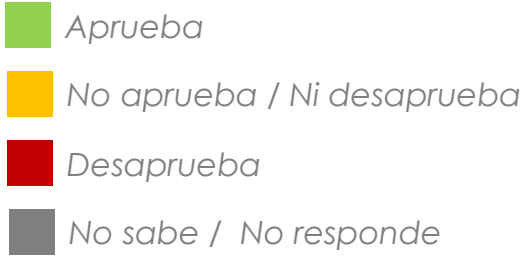 Aprueba
No aprueba / Ni desaprueba
Desaprueba
No sabe / No responde